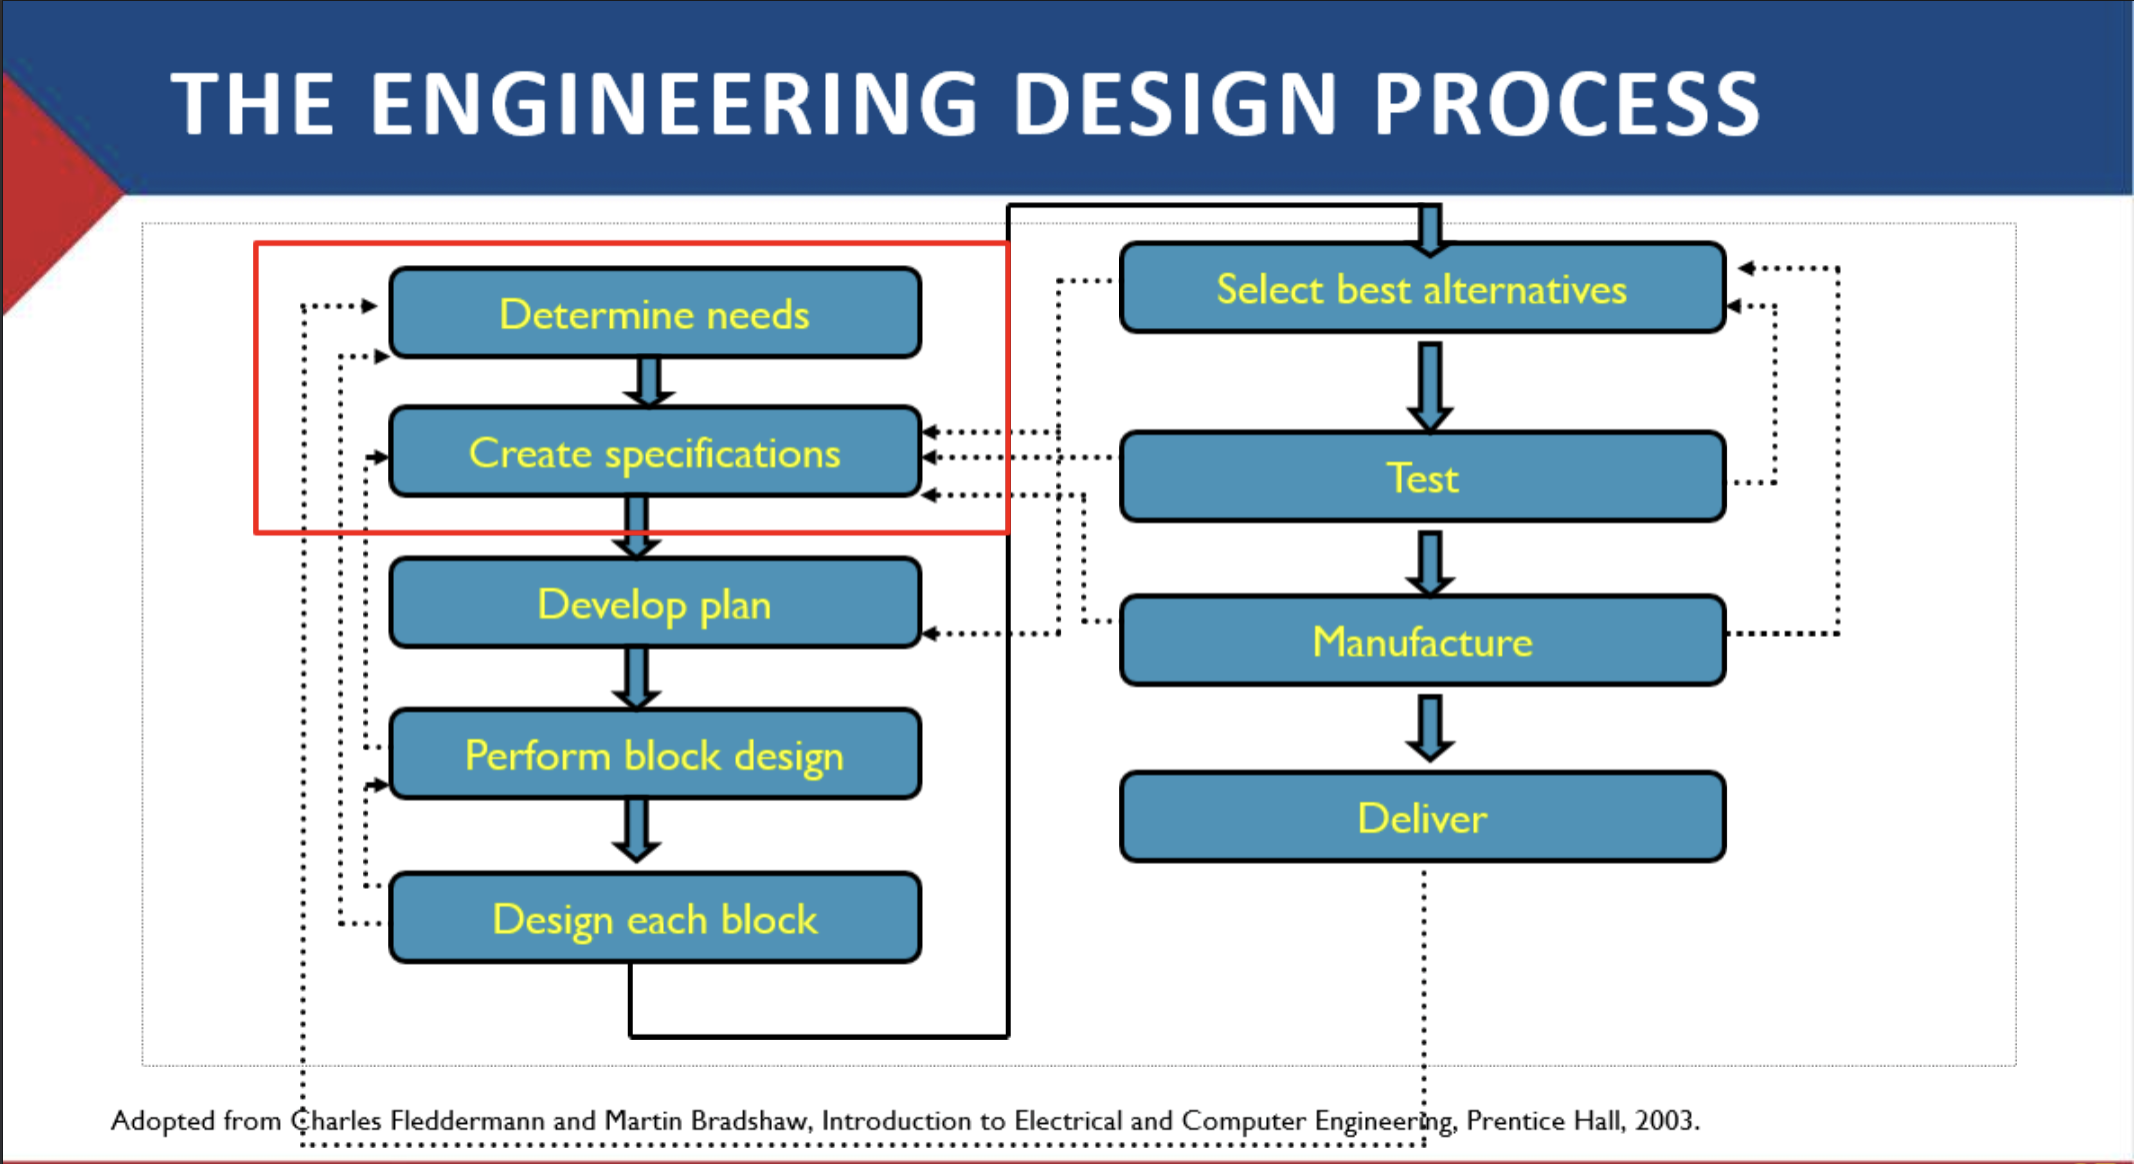 THE ENGINEERING DESIGN PROCESS
Determine needs
Create specifications
Develop plan
Perform block design
Design each block
Select best alternatives
Test
Manufacture
Deliver
Adopted from Charles Fleddermann and Martin Bradshaw, Introduction to Electrical and Computer Engineering, Prentice Hall, 2003.